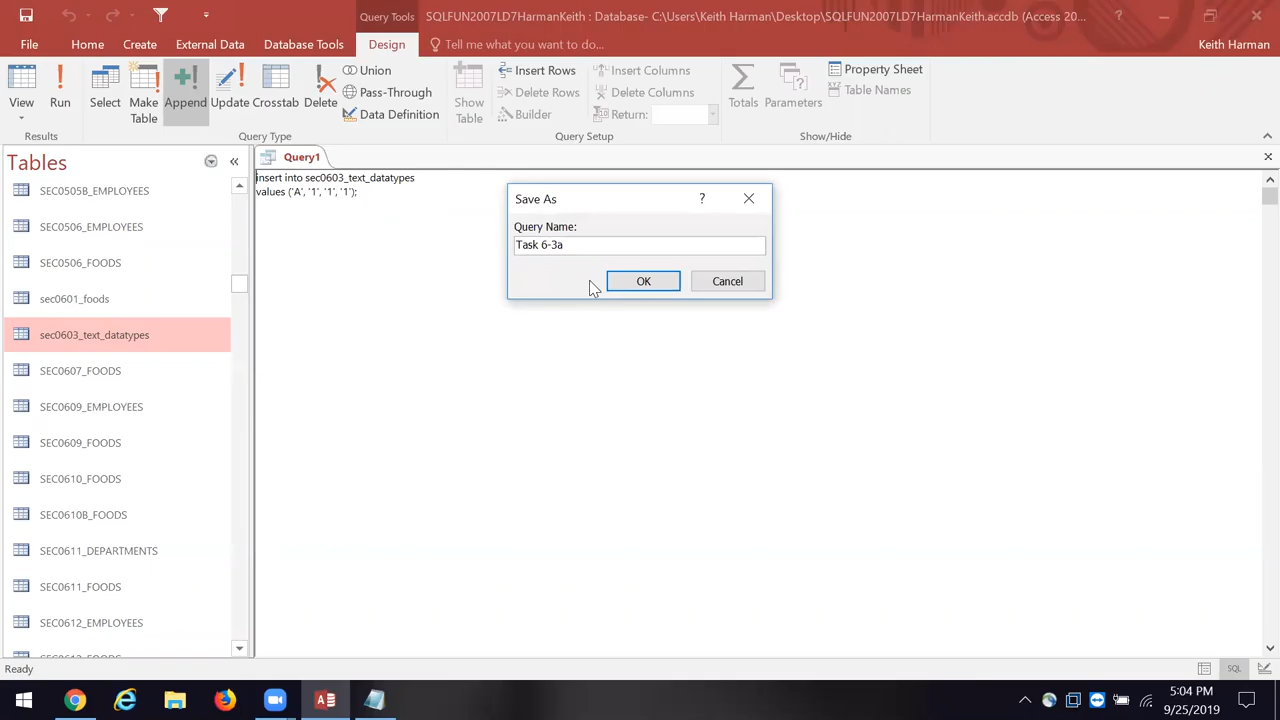 Query Tools
SQLFUN2007LD7HarmanKeith : Database- C:\Users\Keith Harman\Desktop\SQLFUN2007LD7HarmanKeith.accdb (Access 20...
?
File
Home
Create
External Data
Database Tools
Design
Tell me what you want to do...
Keith Harman
View
Run
Select
Make Table
Append
Update
Crosstab
Delete
Union
Pass-Through
Data Definition
Show Table
Insert Rows
Delete Rows
Builder
Insert Columns
Delete Columns
Return:
Totals
Parameters
Property Sheet
Table Names
Results
Query Type
Query Setup
Show/Hide
Tables
SEC0505B_EMPLOYEES
SEC0506_EMPLOYEES
SEC0506_FOODS
sec0601_foods
sec0603_text_datatypes
SEC0607_FOODS
SEC0609_EMPLOYEES
SEC0609_FOODS
SEC0610_FOODS
SEC0610B_FOODS
SEC0611_DEPARTMENTS
SEC0611_FOODS
SEC0612_EMPLOYEES
Query1
insert into sec0603_text_datatypes
values ('A', '1', '1', '1');
Save As
?
Query Name:
Task 6-3a
OK
Cancel
Ready
SQL
5:04 PM
9/25/2019